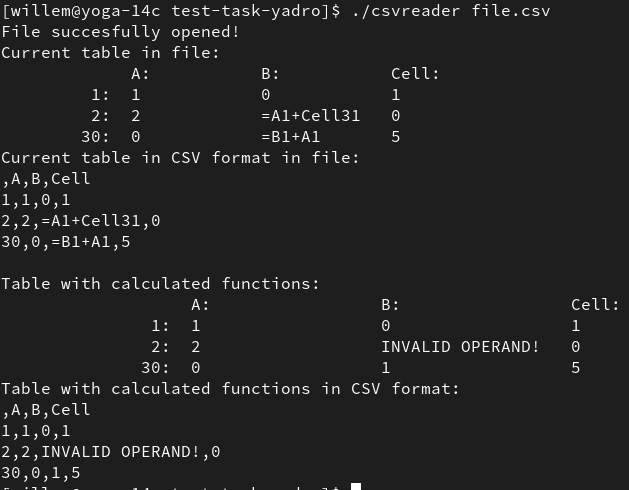 [willem@yoga-14c test-task-yadro]$ ./csvreader file.csv
File succesfully opened!
Current table in file:
A: B: Cell:
1: 1 0 1
2: 2 =A1+Cell31 0
30: 0 =B1+A1 5
Current table in CSV format in file:
,A,B,Cell
1,1,0,1
2,2,=A1+Cell31,0
30,0,=B1+A1,5
Table with calculated functions:
A: B: Cell:
1: 1 0 1
2: 2 INVALID OPERAND! 0
30: 0 1 5
Table with calculated functions in CSV format:
,A,B,Cell
1,1,0,1
2,2,INVALID OPERAND!,0
30,0,1,5